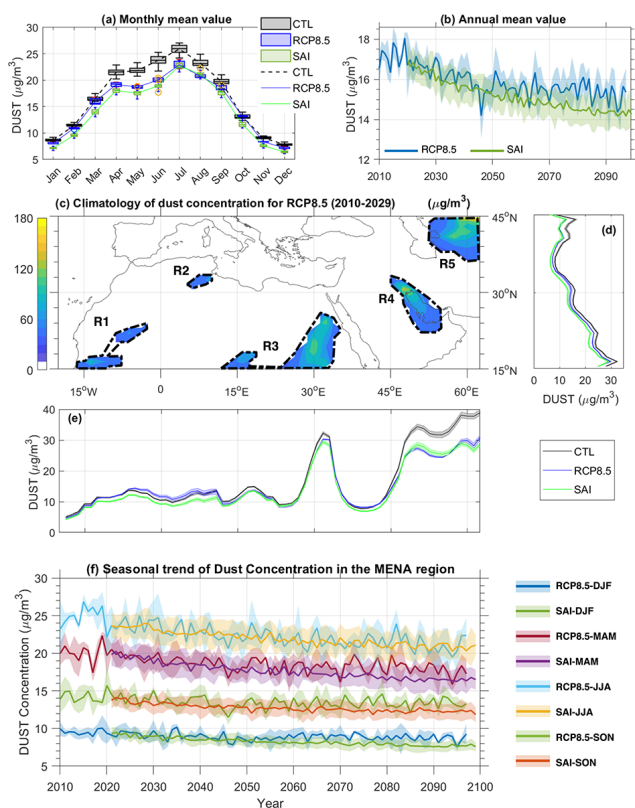 (a) Monthly mean value
DUST (μg/m³)
30
25
20
15
10
5
Jan Feb Mar Apr May Jun Jul Aug Sep Oct Nov Dec
CTL
RCP8.5
SAI
CTL
RCP8.5
SAI
(b) Annual mean value
DUST (μg/m³)
18
16
14
12
2010 2030 2050 2070 2090
RCP8.5 SAI
(c) Climatology of dust concentration for RCP8.5 (2010-2029) (μg/m³)
180
120
60
0
R1
R2
R3
R4
R5
45°N
30°N
15°N
15°W 0 15°E 30°E 45°E 60°E
(d)
0 10 20 30
DUST (μg/m³)
(e)
DUST (μg/m³)
40
30
20
10
0
CTL
RCP8.5
SAI
(f) Seasonal trend of Dust Concentration in the MENA region
DUST Concentration (μg/m³)
30
25
20
15
10
5
2010 2020 2030 2040 2050 2060 2070 2080 2090 2100
Year
RCP8.5-DJF
SAI-DJF
RCP8.5-MAM
SAI-MAM
RCP8.5-JJA
SAI-JJA
RCP8.5-SON
SAI-SON